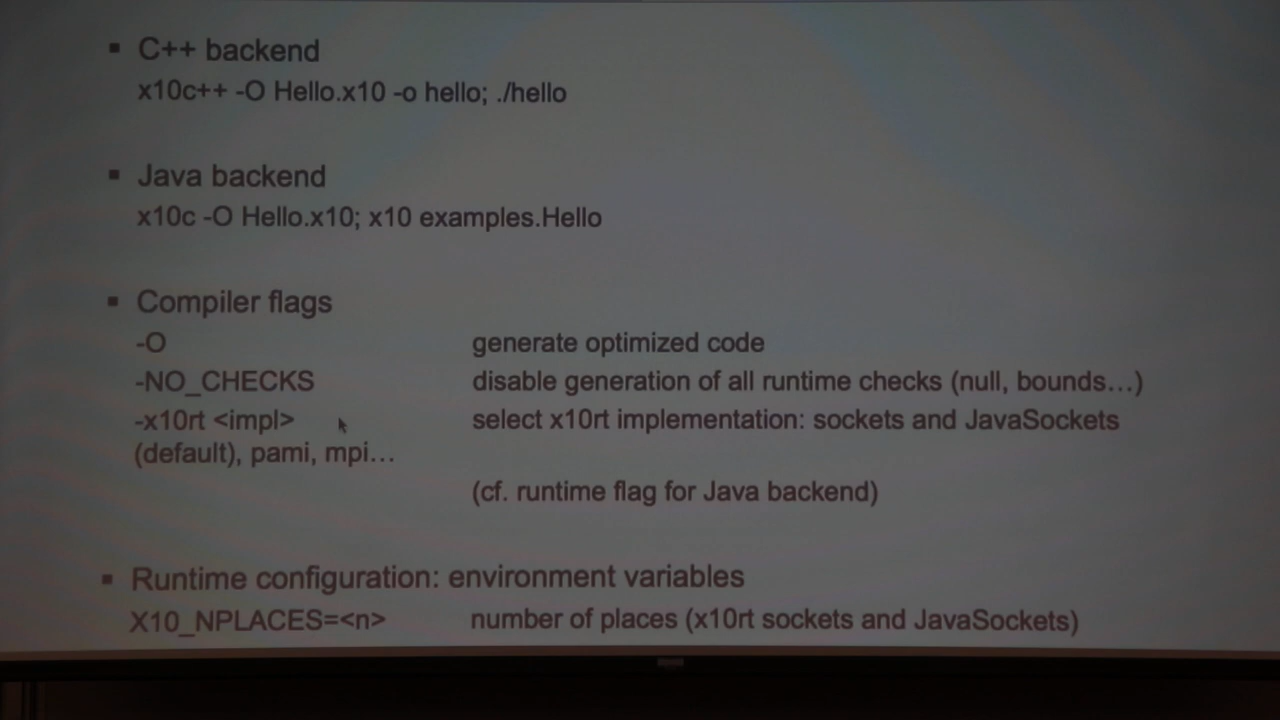 ▪ C++ backend
x10c++ -O Hello.x10 -o hello; ./hello
▪ Java backend
x10c -O Hello.x10; x10 examples.Hello
▪ Compiler flags
-O generate optimized code
-NO_CHECKS disable generation of all runtime checks (null, bounds…)
-x10rt <impl> select x10rt implementation: sockets and JavaSockets
(default), pami, mpi…
(cf. runtime flag for Java backend)
▪ Runtime configuration: environment variables
X10_NPLACES=<n> number of places (x10rt sockets and JavaSockets)